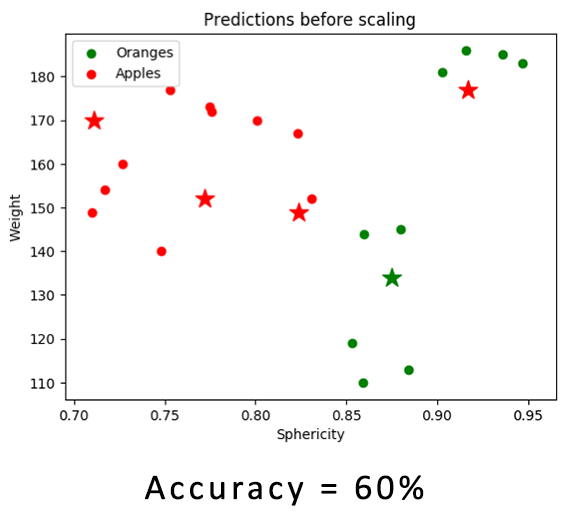 Predictions before scaling
Oranges
Apples
180
170
160
150
140
130
120
110
Weight
0.70 0.75 0.80 0.85 0.90 0.95
Sphericity
Accuracy = 60%